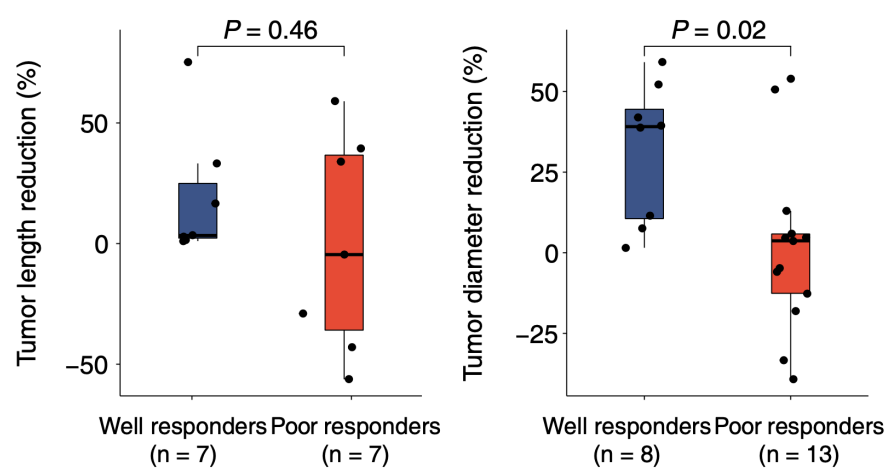 Tumor length reduction (%)
50
0
−50
P = 0.46
Well responders
(n = 7)
Poor responders
(n = 7)
Tumor diameter reduction (%)
50
25
0
−25
P = 0.02
Well responders
(n = 8)
Poor responders
(n = 13)